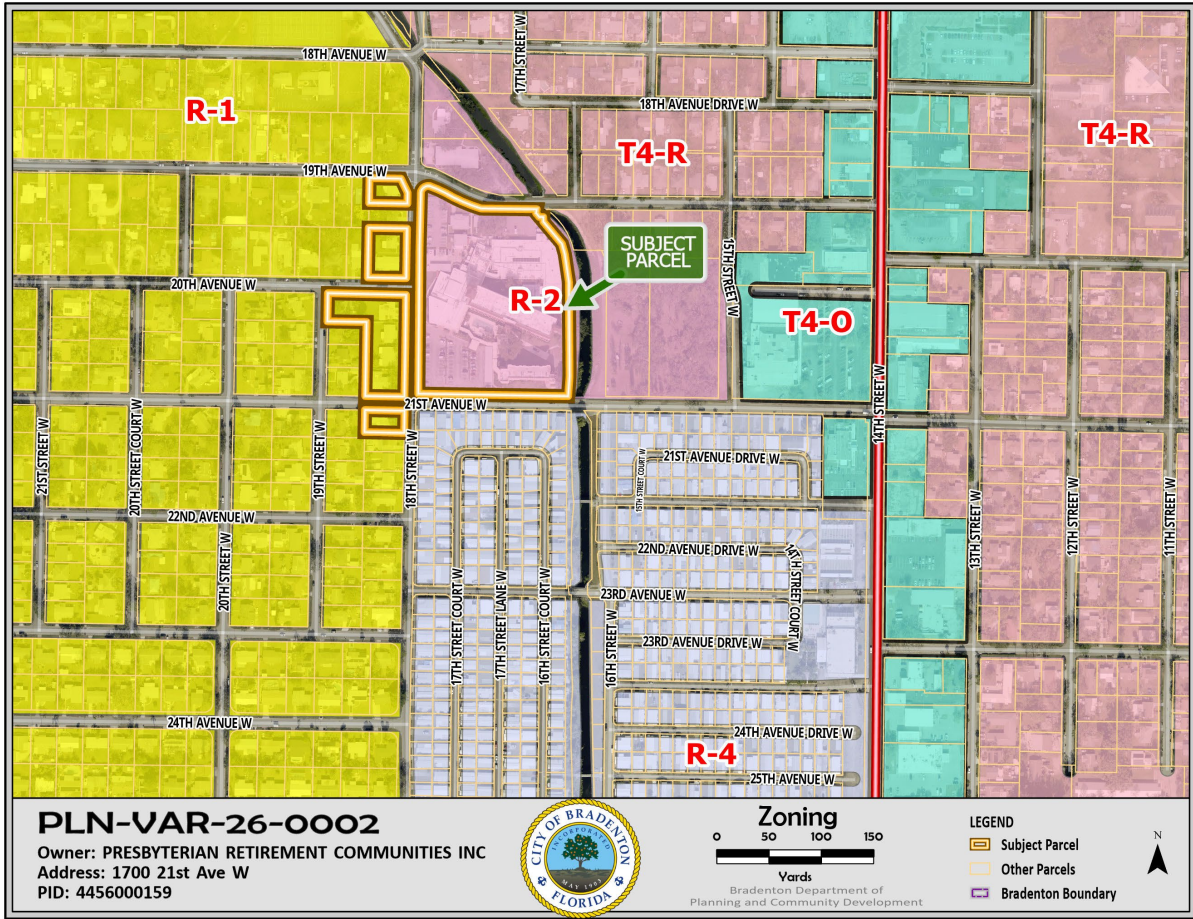 18TH AVENUE W
17TH STREET W
R-1
18TH AVENUE DRIVE W
T4-R
T4-R
19TH AVENUE W
SUBJECT
PARCEL
15TH STREET W
20TH AVENUE W
R-2
T4-O
14TH STREET W
21ST AVENUE W
21ST STREET W
20TH STREET COURT W
19TH STREET W
18TH STREET W
21ST AVENUE DRIVE W
15TH STREET COURT W
22ND AVENUE W
20TH STREET W
22ND AVENUE DRIVE W
14TH STREET COURT W
13TH STREET W
12TH STREET W
11TH STREET W
23RD AVENUE W
17TH STREET COURT W
17TH STREET LANE W
16TH STREET COURT W
16TH STREET W
23RD AVENUE DRIVE W
24TH AVENUE W
24TH AVENUE DRIVE W
R-4
25TH AVENUE W
PLN-VAR-26-0002
Owner: PRESBYTERIAN RETIREMENT COMMUNITIES INC
Address: 1700 21st Ave W
PID: 4456000159
CITY OF BRADENTON
INCORPORATED
MAY 1903
FLORIDA
Zoning
0 50 100 150
Yards
Bradenton Department of
Planning and Community Development
LEGEND
Subject Parcel
Other Parcels
Bradenton Boundary
N